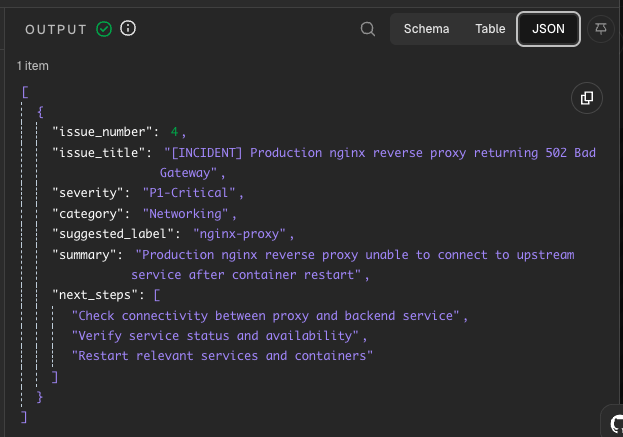 OUTPUT
Schema Table JSON
1 item
[
{
"issue_number": 4,
"issue_title": "[INCIDENT] Production nginx reverse proxy returning 502 Bad
Gateway",
"severity": "P1-Critical",
"category": "Networking",
"suggested_label": "nginx-proxy",
"summary": "Production nginx reverse proxy unable to connect to upstream
service after container restart",
"next_steps": [
"Check connectivity between proxy and backend service",
"Verify service status and availability",
"Restart relevant services and containers"
]
}
]